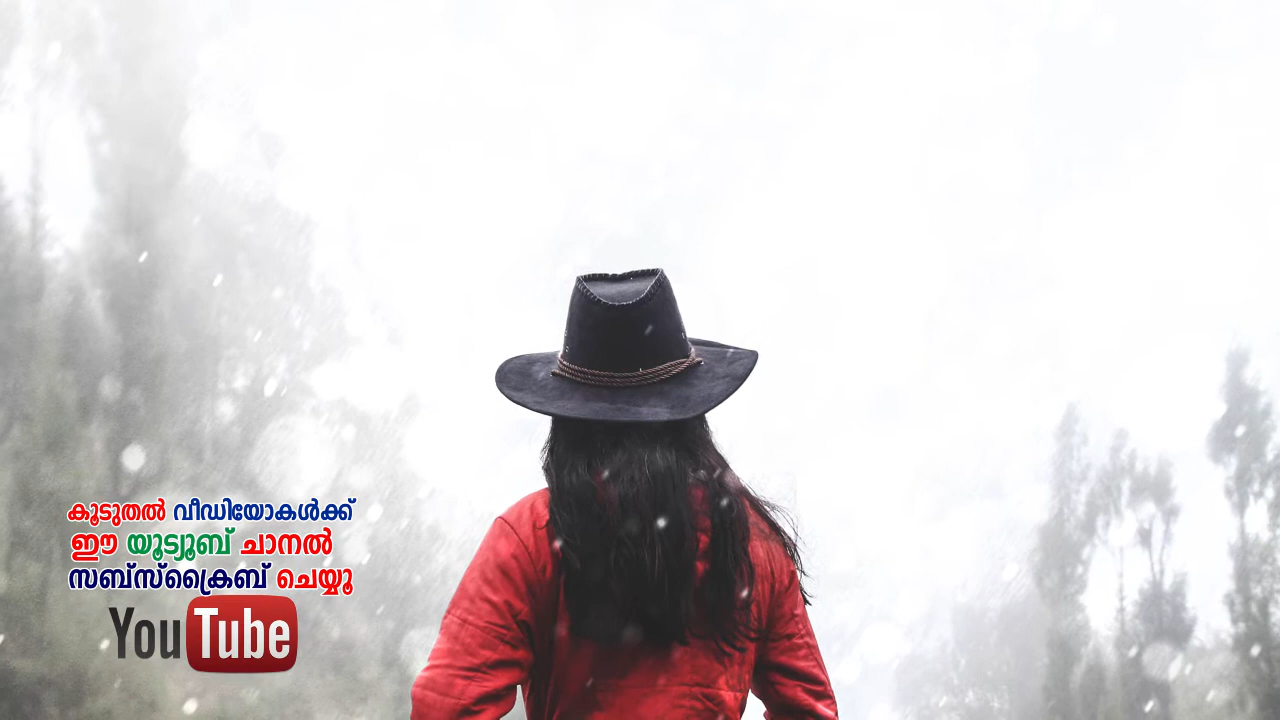 കൂടുതൽ വീഡിയോകൾക്ക്
ഈ യൂട്യൂബ് ചാനൽ
സബ്സ്ക്രൈബ് ചെയ്യൂ
YouTube